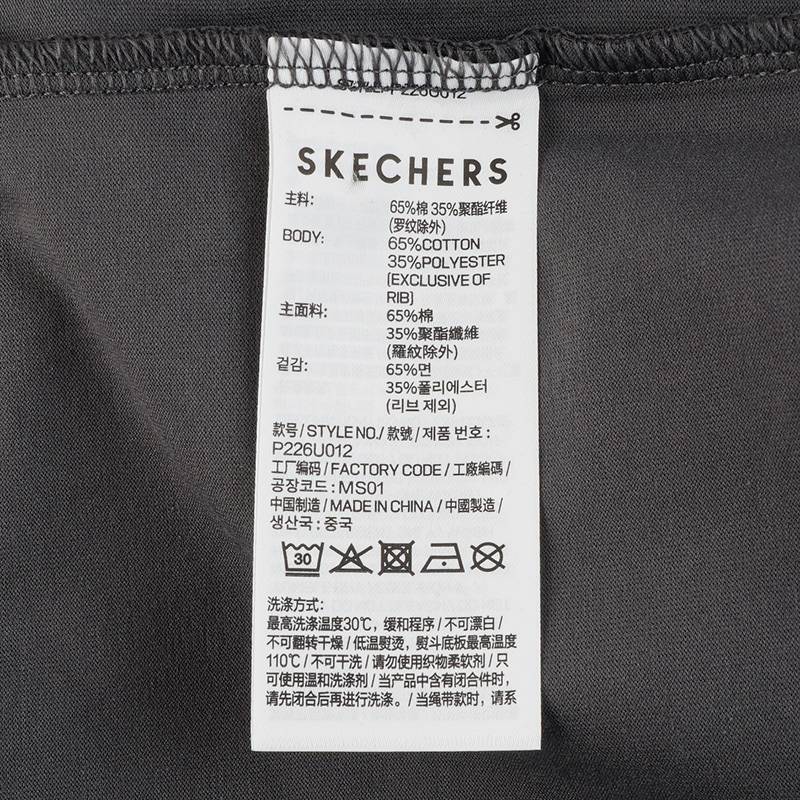 STYLE:P226U012
SKECHERS
主料: 65%棉 35%聚酯纤维
(罗纹除外)
BODY: 65%COTTON
35%POLYESTER
(EXCLUSIVE OF
RIB)
主面料: 65%棉
35%聚酯纖維
(羅紋除外)
겉감: 65%면
35%폴리에스터
(리브 제외)
款号/STYLE NO./款號/제품 번호:
P226U012
工厂编码/FACTORY CODE/工廠編碼/
공장코드:MS01
中国制造/MADE IN CHINA/中國製造/
생산국:중국
30
洗涤方式:
最高洗涤温度30℃, 缓和程序/不可漂白/
不可翻转干燥/低温熨烫, 熨斗底板最高温度
110℃/不可干洗/请勿使用织物柔软剂/只
可使用温和洗涤剂/当产品中含有闭合件时,
请先闭合后再进行洗涤。/当绳带款时, 请系